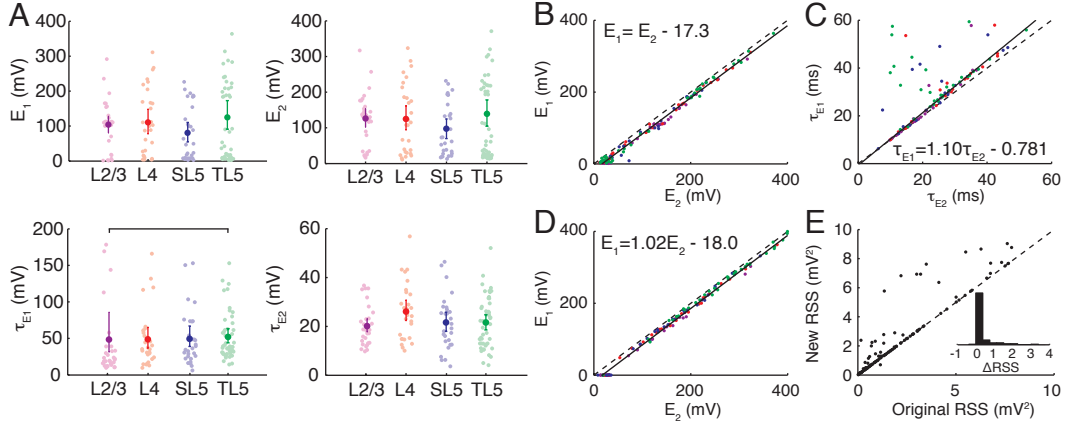 A
400
300
200
100
0
E1 (mV)
L2/3 L4 SL5 TL5
400
300
200
100
0
E2 (mV)
L2/3 L4 SL5 TL5
200
150
100
50
0
τE1 (mV)
L2/3 L4 SL5 TL5
60
40
20
0
τE2 (mV)
L2/3 L4 SL5 TL5
B
E1= E2 - 17.3
400
200
0
E1 (mV)
0 200 400
E2 (mV)
C
60
40
20
0
τE1 (ms)
τE1=1.10τE2 - 0.781
0 20 40 60
τE2 (ms)
D
E1=1.02E2 - 18.0
400
200
0
E1 (mV)
0 200 400
E2 (mV)
E
10
8
6
4
2
0
New RSS (mV²)
-1 0 1 2 3 4
ΔRSS
0 5 10
Original RSS (mV²)